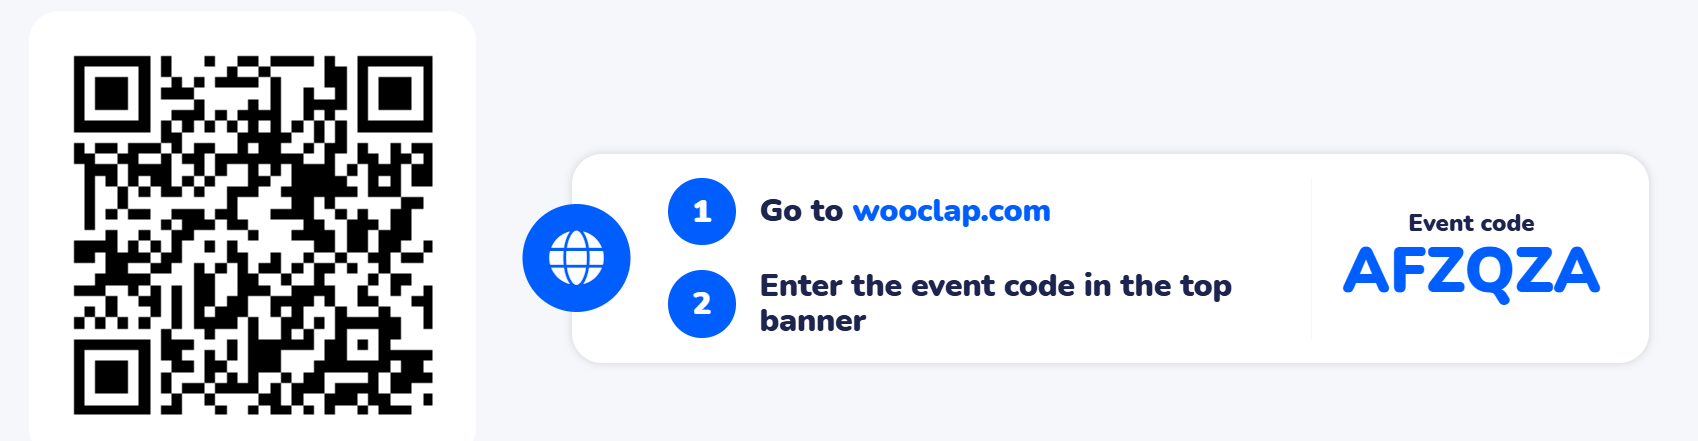 1 Go to wooclap.com
2 Enter the event code in the top
banner
Event code
AFZQZA